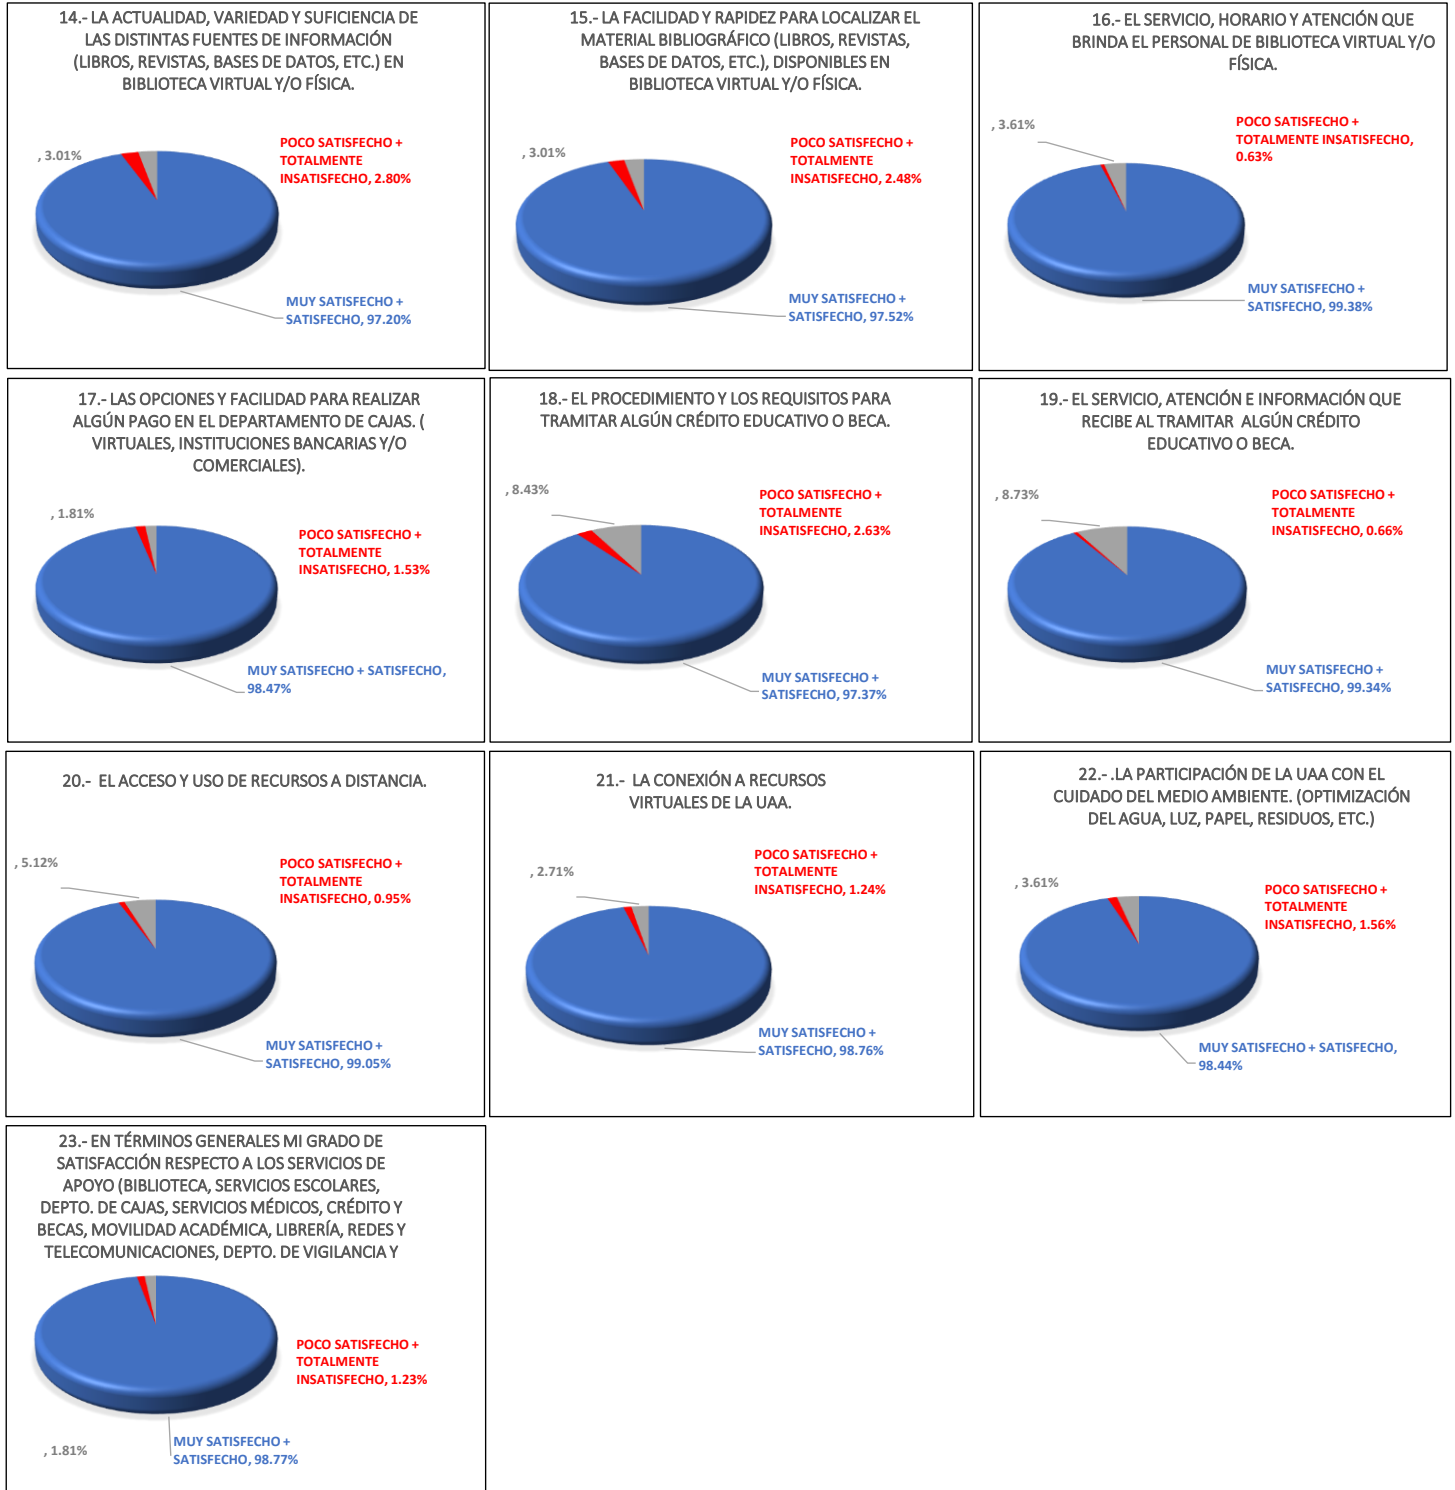 14.- LA ACTUALIDAD, VARIEDAD Y SUFICIENCIA DE
LAS DISTINTAS FUENTES DE INFORMACIÓN
(LIBROS, REVISTAS, BASES DE DATOS, ETC.) EN
BIBLIOTECA VIRTUAL Y/O FÍSICA.
, 3.01%
POCO SATISFECHO +
TOTALMENTE
INSATISFECHO, 2.80%
MUY SATISFECHO +
SATISFECHO, 97.20%
15.- LA FACILIDAD Y RAPIDEZ PARA LOCALIZAR EL
MATERIAL BIBLIOGRÁFICO (LIBROS, REVISTAS,
BASES DE DATOS, ETC.), DISPONIBLES EN
BIBLIOTECA VIRTUAL Y/O FÍSICA.
, 3.01%
POCO SATISFECHO +
TOTALMENTE
INSATISFECHO, 2.48%
MUY SATISFECHO +
SATISFECHO, 97.52%
16.- EL SERVICIO, HORARIO Y ATENCIÓN QUE
BRINDA EL PERSONAL DE BIBLIOTECA VIRTUAL Y/O
FÍSICA.
, 3.61%
POCO SATISFECHO +
TOTALMENTE INSATISFECHO,
0.63%
MUY SATISFECHO +
SATISFECHO, 99.38%
17.- LAS OPCIONES Y FACILIDAD PARA REALIZAR
ALGÚN PAGO EN EL DEPARTAMENTO DE CAJAS. (
VIRTUALES, INSTITUCIONES BANCARIAS Y/O
COMERCIALES).
, 1.81%
POCO SATISFECHO +
TOTALMENTE
INSATISFECHO, 1.53%
MUY SATISFECHO + SATISFECHO,
98.47%
18.- EL PROCEDIMIENTO Y LOS REQUISITOS PARA
TRAMITAR ALGÚN CRÉDITO EDUCATIVO O BECA.
, 8.43%
POCO SATISFECHO +
TOTALMENTE
INSATISFECHO, 2.63%
MUY SATISFECHO +
SATISFECHO, 97.37%
19.- EL SERVICIO, ATENCIÓN E INFORMACIÓN QUE
RECIBE AL TRAMITAR ALGÚN CRÉDITO
EDUCATIVO O BECA.
, 8.73%
POCO SATISFECHO +
TOTALMENTE
INSATISFECHO, 0.66%
MUY SATISFECHO +
SATISFECHO, 99.34%
20.- EL ACCESO Y USO DE RECURSOS A DISTANCIA.
, 5.12%
POCO SATISFECHO +
TOTALMENTE
INSATISFECHO, 0.95%
MUY SATISFECHO +
SATISFECHO, 99.05%
21.- LA CONEXIÓN A RECURSOS
VIRTUALES DE LA UAA.
, 2.71%
POCO SATISFECHO +
TOTALMENTE
INSATISFECHO, 1.24%
MUY SATISFECHO +
SATISFECHO, 98.76%
22.- .LA PARTICIPACIÓN DE LA UAA CON EL
CUIDADO DEL MEDIO AMBIENTE. (OPTIMIZACIÓN
DEL AGUA, LUZ, PAPEL, RESIDUOS, ETC.)
, 3.61%
POCO SATISFECHO +
TOTALMENTE
INSATISFECHO, 1.56%
MUY SATISFECHO + SATISFECHO,
98.44%
23.- EN TÉRMINOS GENERALES MI GRADO DE
SATISFACCIÓN RESPECTO A LOS SERVICIOS DE
APOYO (BIBLIOTECA, SERVICIOS ESCOLARES,
DEPTO. DE CAJAS, SERVICIOS MÉDICOS, CRÉDITO Y
BECAS, MOVILIDAD ACADÉMICA, LIBRERÍA, REDES Y
TELECOMUNICACIONES, DEPTO. DE VIGILANCIA Y
POCO SATISFECHO +
TOTALMENTE
INSATISFECHO, 1.23%
MUY SATISFECHO +
SATISFECHO, 98.77%
, 1.81%